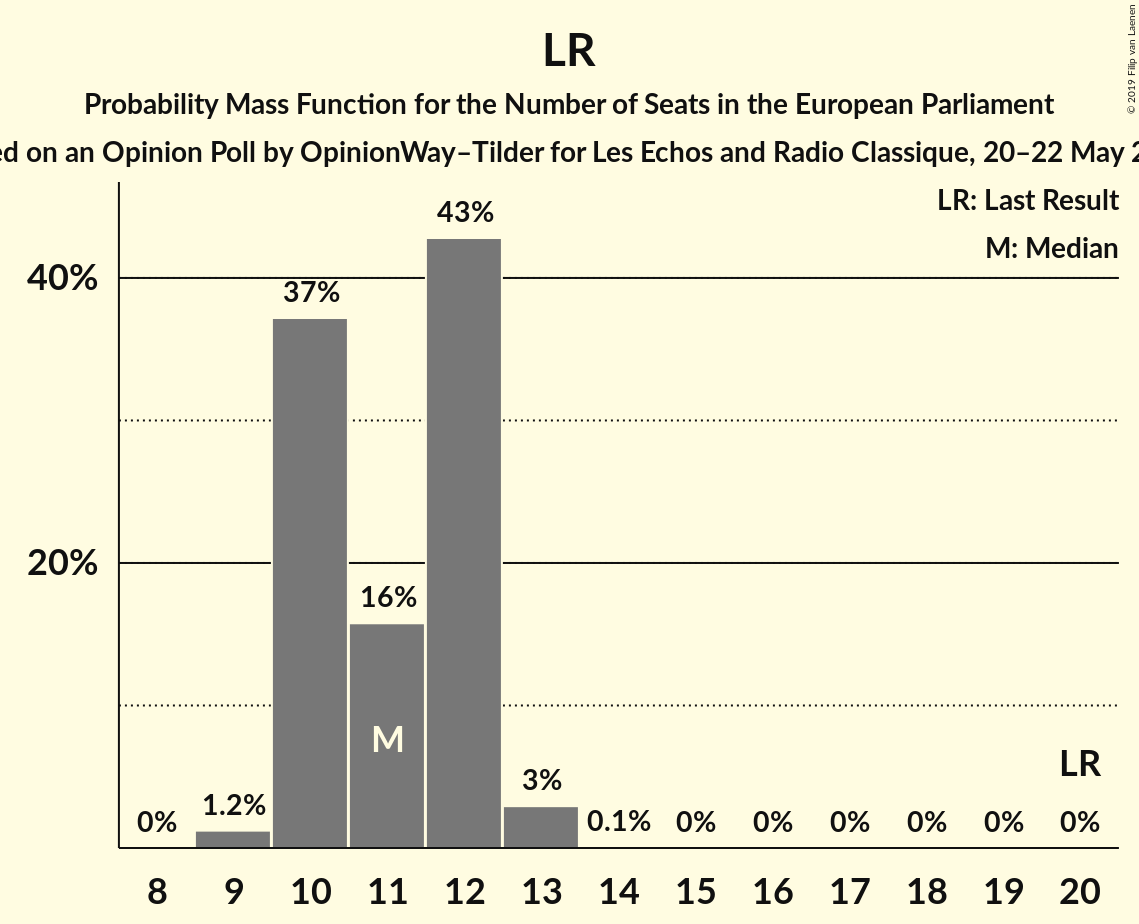 © 2019 Filip van Laenen
LR
Probability Mass Function for the Number of Seats in the European Parliament
on an Opinion Poll by OpinionWay–Tilder for Les Echos and Radio Classique, 20–22 May
LR: Last Result
M: Median
43%
40%
37%
20%
16%
M
LR
3%
1.2%
0% 0.1% 0% 0% 0% 0% 0% 0%
8 9 10 11 12 13 14 15 16 17 18 19 20